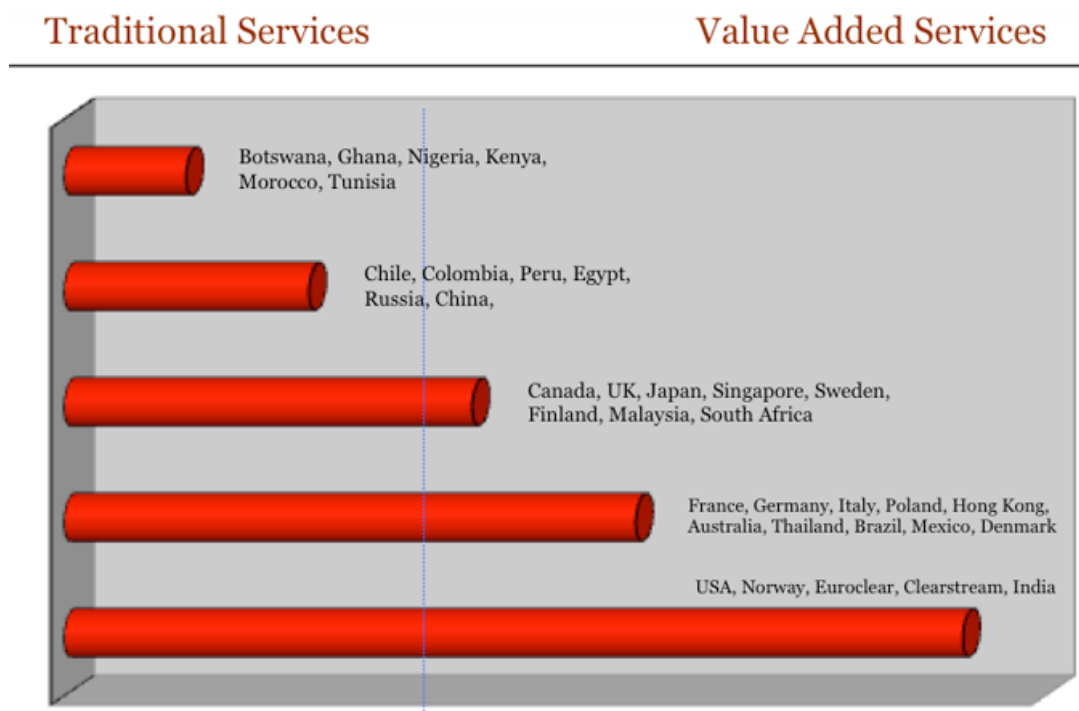 Traditional Services
Value Added Services
Botswana, Ghana, Nigeria, Kenya,
Morocco, Tunisia
Chile, Colombia, Peru, Egypt,
Russia, China,
Canada, UK, Japan, Singapore, Sweden,
Finland, Malaysia, South Africa
France, Germany, Italy, Poland, Hong Kong,
Australia, Thailand, Brazil, Mexico, Denmark
USA, Norway, Euroclear, Clearstream, India